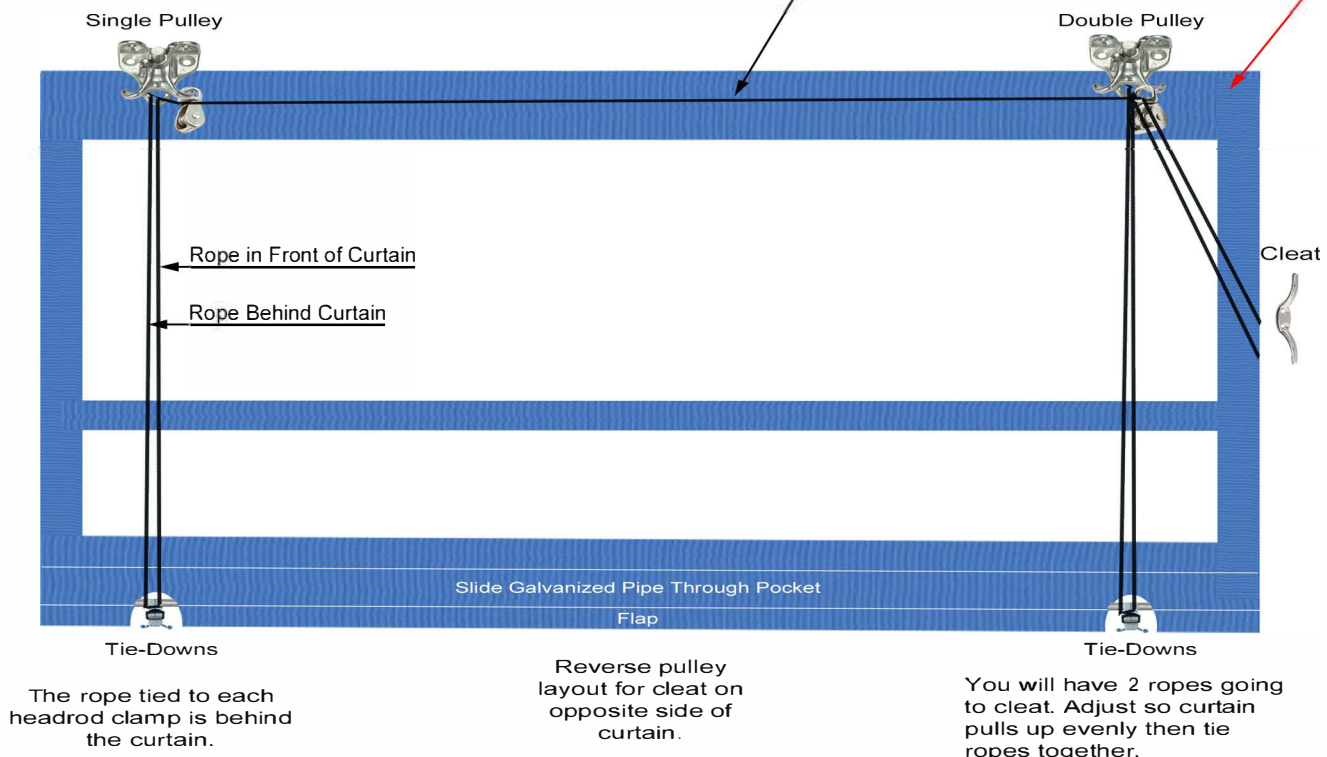 Single Pulley
Double Pulley
Rope in Front of Curtain
Cleat
Rope Behind Curtain
Slide Galvanized Pipe Through Pocket
Flap
Tie-Downs
Tie-Downs
The rope tied to each
headrod clamp is behind
the curtain.
Reverse pulley
layout for cleat on
opposite side of
curtain.
You will have 2 ropes going
to cleat. Adjust so curtain
pulls up evenly then tie
ropes together.